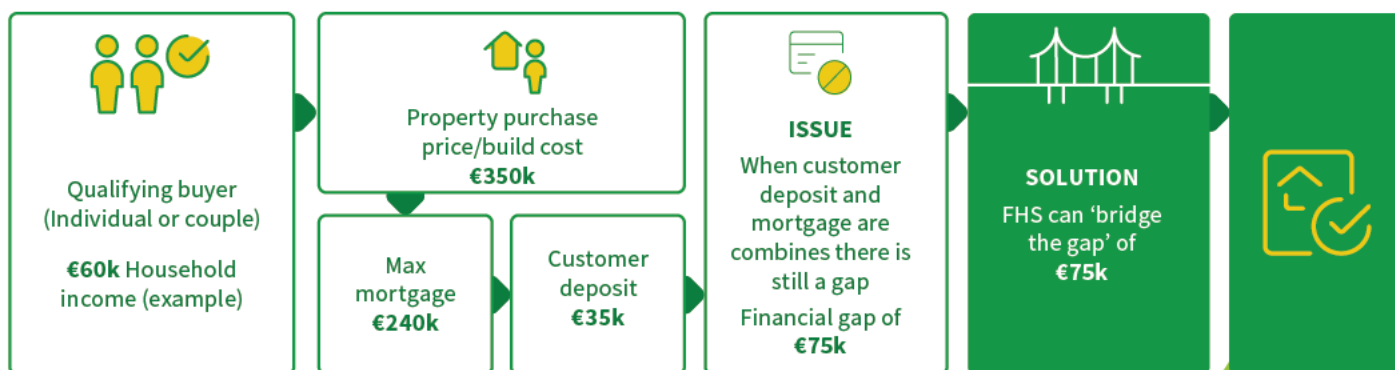 Qualifying buyer
(Individual or couple)
€60k Household
income (example)
Property purchase
price/build cost
€350k
Max
mortgage
€240k
Customer
deposit
€35k
ISSUE
When customer
deposit and
mortgage are
combines there is
still a gap
Financial gap of
€75k
SOLUTION
FHS can ‘bridge
the gap’ of
€75k